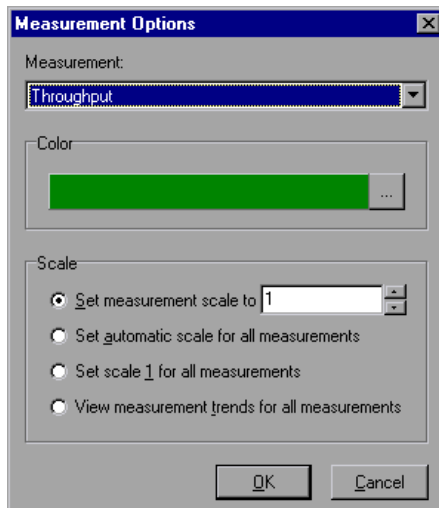 Measurement Options
Measurement:
Throughput
Color
...
Scale
Set measurement scale to 1
Set automatic scale for all measurements
Set scale 1 for all measurements
View measurement trends for all measurements
OK Cancel